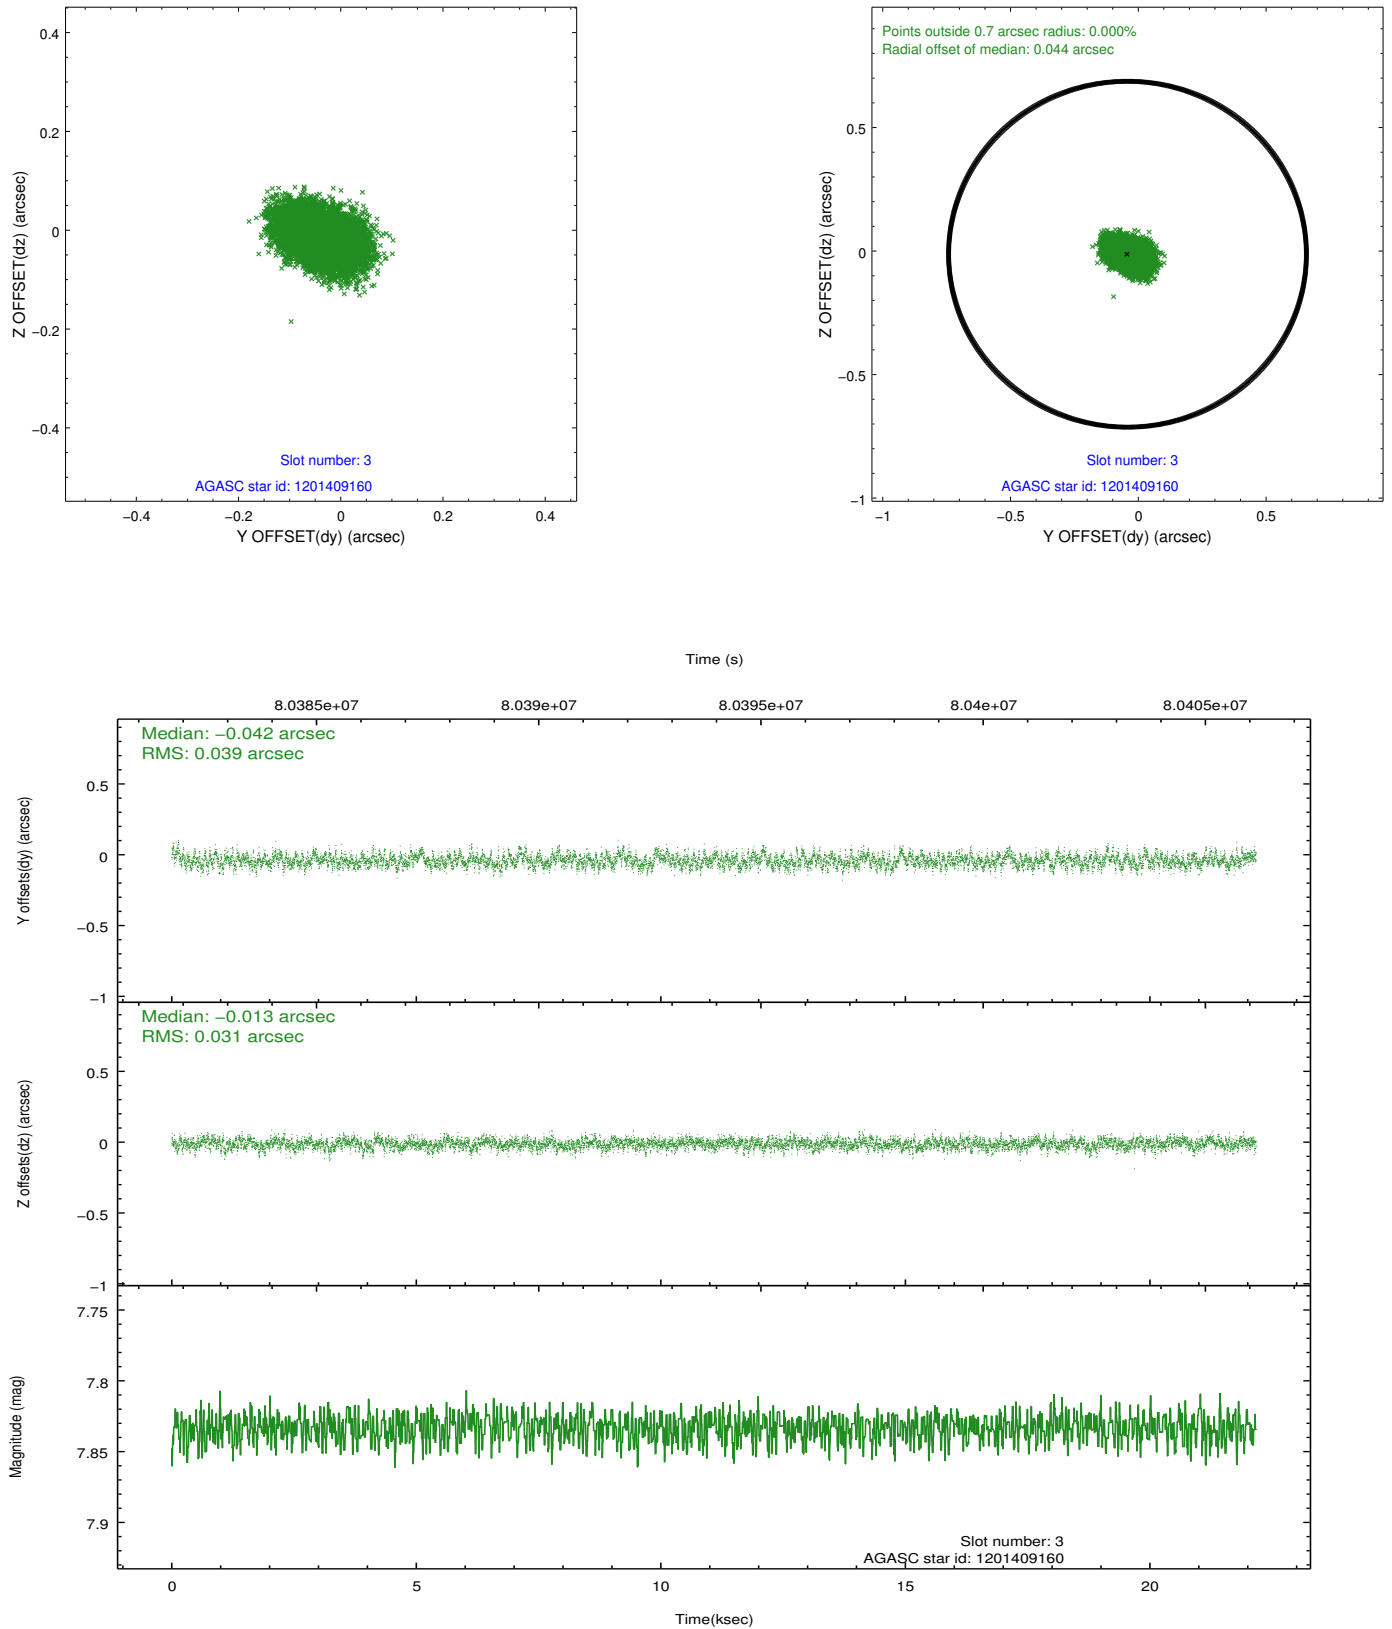 0.4
0.2
0
−0.2
−0.4
Z OFFSET(dz) (arcsec)
Slot number: 3
AGASC star id: 1201409160
−0.4 −0.2 0 0.2 0.4
Y OFFSET(dy) (arcsec)
Points outside 0.7 arcsec radius: 0.000%
Radial offset of median: 0.044 arcsec
0.5
0
−0.5
−1
Z OFFSET(dz) (arcsec)
Slot number: 3
AGASC star id: 1201409160
−1 −0.5 0 0.5
Y OFFSET(dy) (arcsec)
Time (s)
8.0385e+07 8.039e+07 8.0395e+07 8.04e+07 8.0405e+07
Median: −0.042 arcsec
RMS: 0.039 arcsec
0.5
0
−0.5
−1
Y offsets(dy) (arcsec)
Median: −0.013 arcsec
RMS: 0.031 arcsec
0.5
0
−0.5
−1
Z offsets(dz) (arcsec)
7.75
7.8
7.85
7.9
Magnitude (mag)
Slot number: 3
AGASC star id: 1201409160
0 5 10 15 20
Time(ksec)